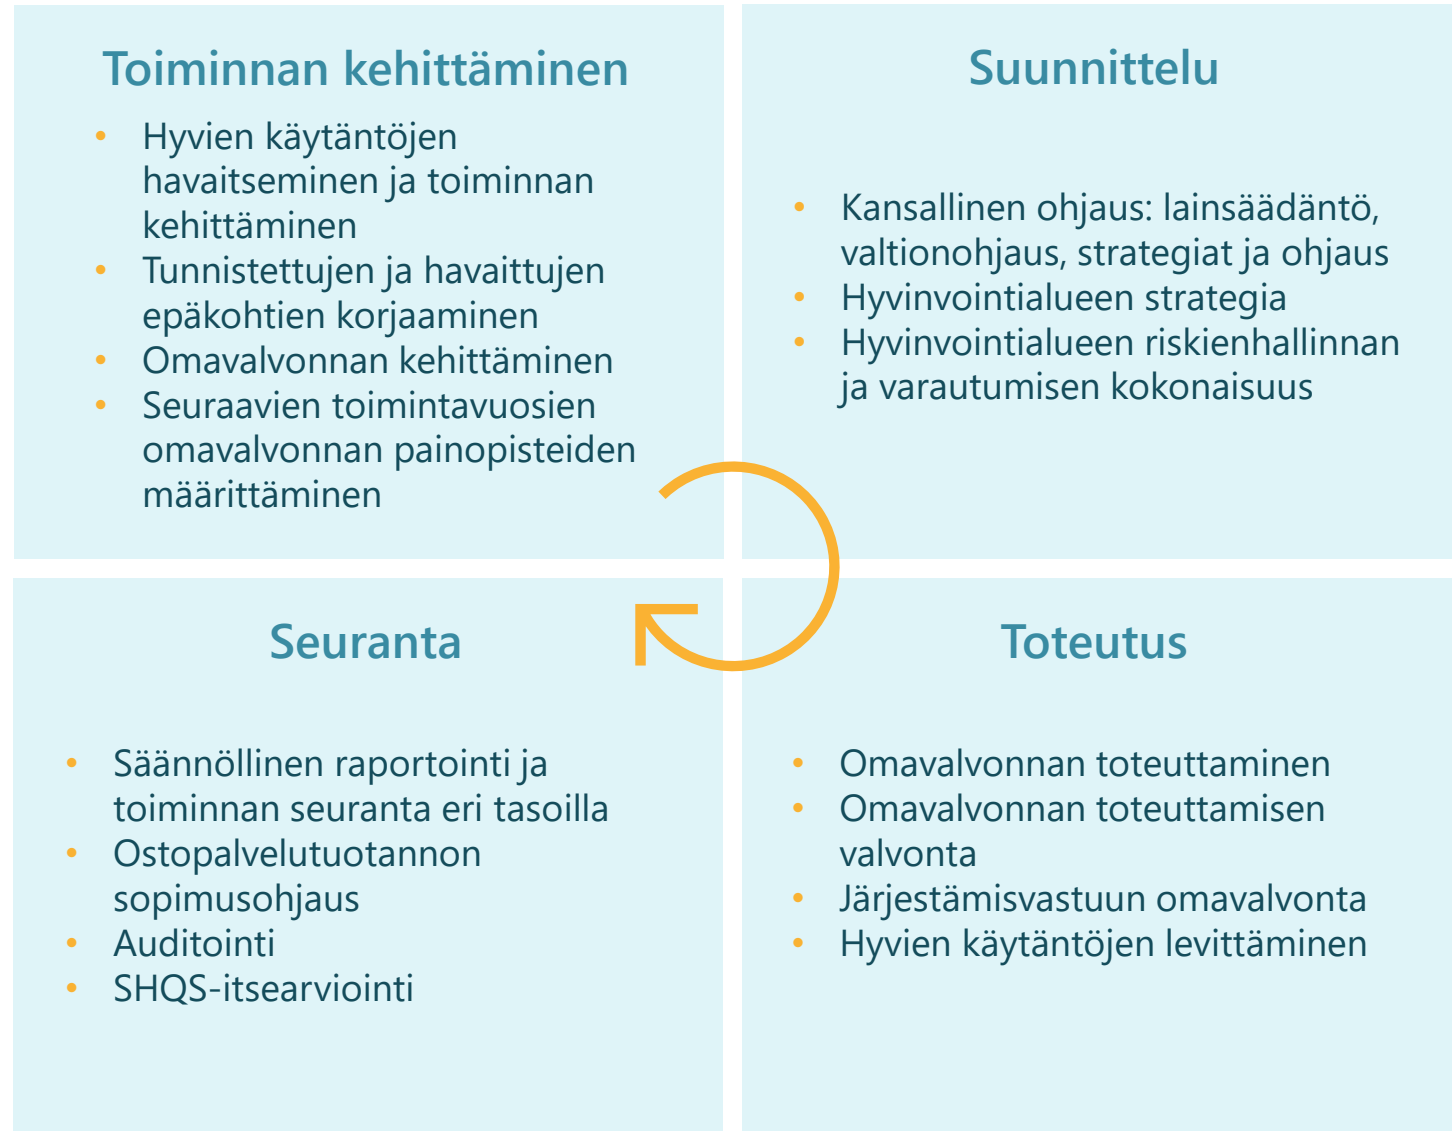 Toiminnan kehittäminen
• Hyvien käytäntöjen
havaitseminen ja toiminnan
kehittäminen
• Tunnistettujen ja havaittujen
epäkohtien korjaaminen
• Omavalvonnan kehittäminen
• Seuraavien toimintavuosien
omavalvonnan painopisteiden
määrittäminen
Suunnittelu
• Kansallinen ohjaus: lainsäädäntö,
valtionohjaus, strategiat ja ohjaus
• Hyvinvointialueen strategia
• Hyvinvointialueen riskienhallinnan
ja varautumisen kokonaisuus
Seuranta
• Säännöllinen raportointi ja
toiminnan seuranta eri tasoilla
• Ostopalvelutuotannon
sopimusohjaus
• Auditointi
• SHQS-itsearviointi
Toteutus
• Omavalvonnan toteuttaminen
• Omavalvonnan toteuttamisen
valvonta
• Järjestämisvastuun omavalvonta
• Hyvien käytäntöjen levittäminen